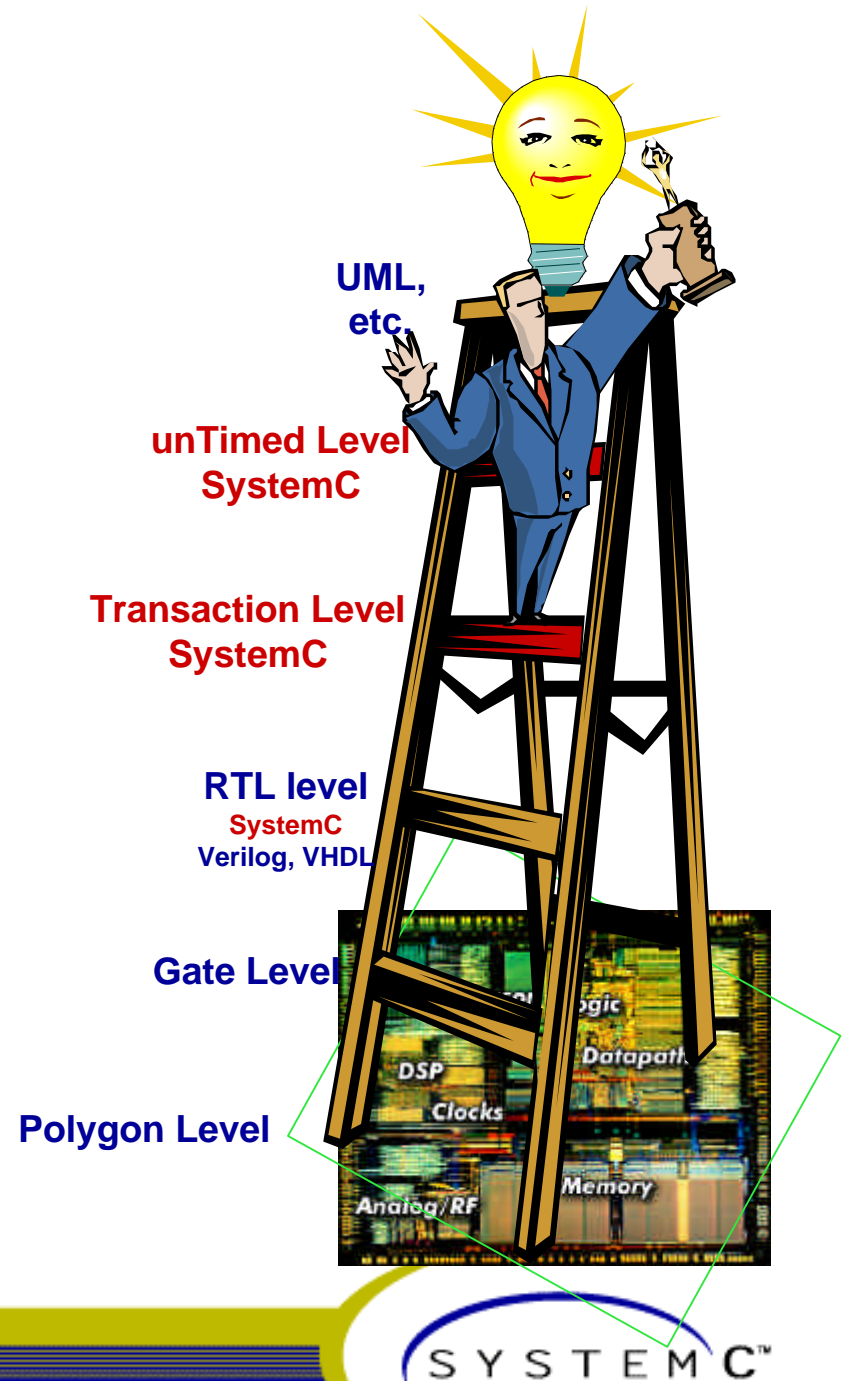 UML,
etc.
unTimed Level
SystemC
Transaction Level
SystemC
RTL level
SystemC
Verilog, VHDL
Gate Level
Polygon Level
DSP
Datapath
Clocks
Memory
Analog/RF
SYSTEMC™